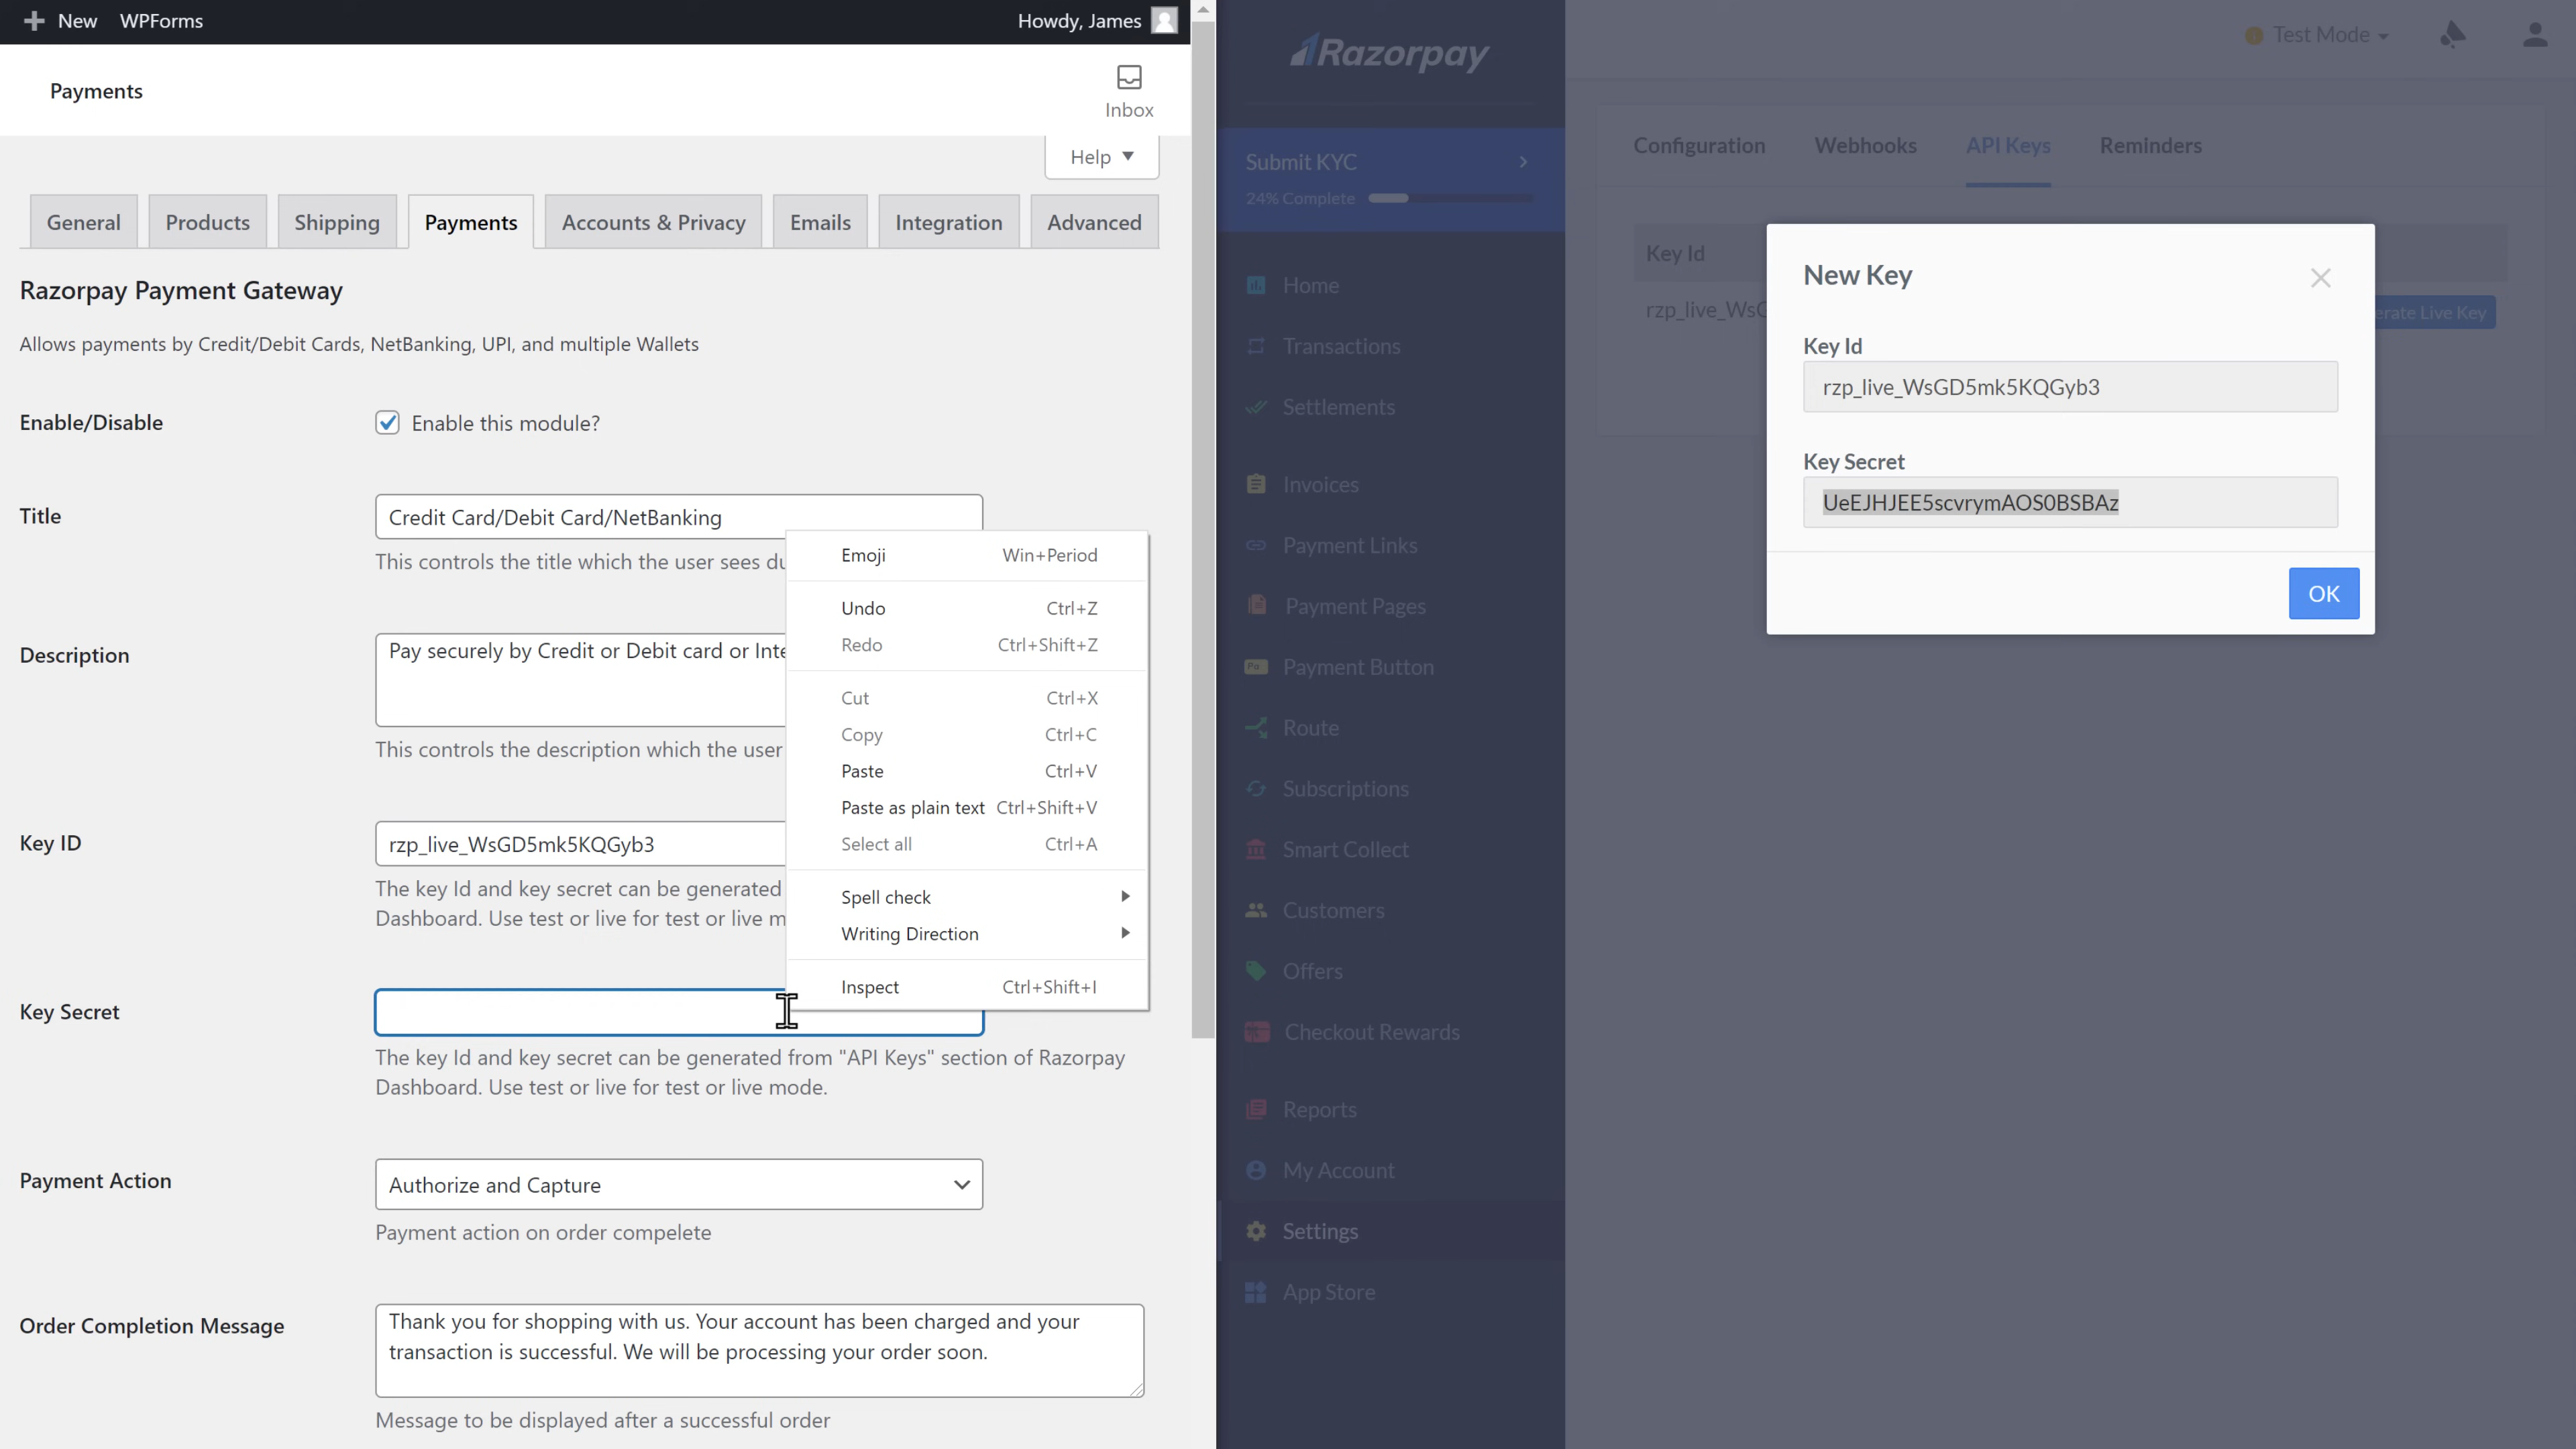 New WPForms Howdy, James
Payments
Inbox
Help
General Products Shipping Payments Accounts & Privacy Emails Integration Advanced
Razorpay Payment Gateway
Allows payments by Credit/Debit Cards, NetBanking, UPI, and multiple Wallets
Enable/Disable
Enable this module?
Title
Credit Card/Debit Card/NetBanking
This controls the title which the user sees du
Description
Pay securely by Credit or Debit card or Inte
This controls the description which the user
Key ID
rzp_live_WsGD5mk5KQGyb3
The key Id and key secret can be generated
Dashboard. Use test or live for test or live m
Key Secret
The key Id and key secret can be generated from "API Keys" section of Razorpay
Dashboard. Use test or live for test or live mode.
Payment Action
Authorize and Capture
Payment action on order compelete
Order Completion Message
Thank you for shopping with us. Your account has been charged and your
transaction is successful. We will be processing your order soon.
Message to be displayed after a successful order
Emoji Win+Period
Undo Ctrl+Z
Redo Ctrl+Shift+Z
Cut Ctrl+X
Copy Ctrl+C
Paste Ctrl+V
Paste as plain text Ctrl+Shift+V
Select all Ctrl+A
Spell check
Writing Direction
Inspect Ctrl+Shift+I
Razorpay
Submit KYC
24% Complete
Home
Transactions
Settlements
Invoices
Payment Links
Payment Pages
Payment Button
Route
Subscriptions
Smart Collect
Customers
Offers
Checkout Rewards
Reports
My Account
Settings
App Store
Test Mode
Configuration Webhooks API Keys Reminders
Key Id
rzp_live_WsG
erate Live Key
New Key
Key Id
rzp_live_WsGD5mk5KQGyb3
Key Secret
UeEJHJEE5scvrymAOS0BSBAz
OK